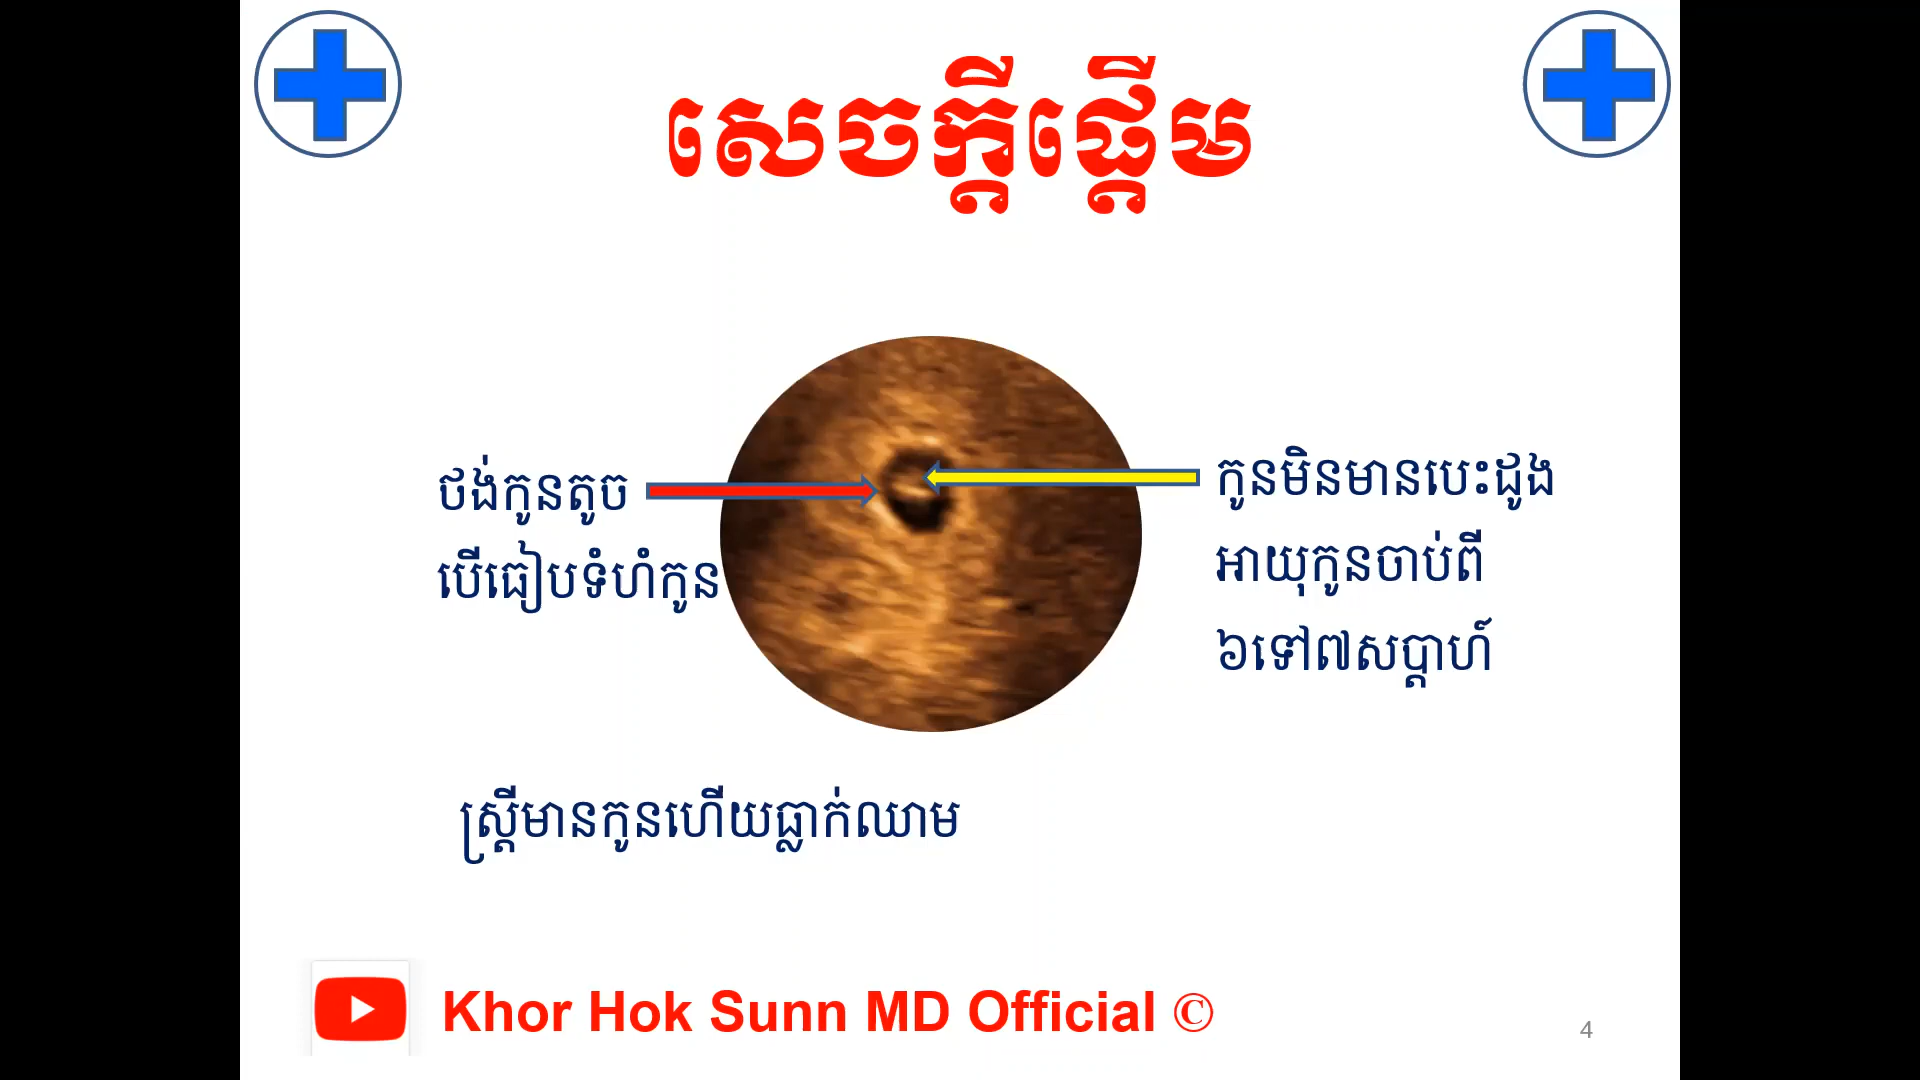 សេចក្តីផ្តើម
ថង់កូនតូច
បើធៀបទំហំកូន
កូនមិនមានបេះដូង
អាយុកូនចាប់ពី
៦ទៅ៧សប្តាហ៍
ស្ត្រីមានកូនហើយធ្លាក់ឈាម
Khor Hok Sunn MD Official ©
4